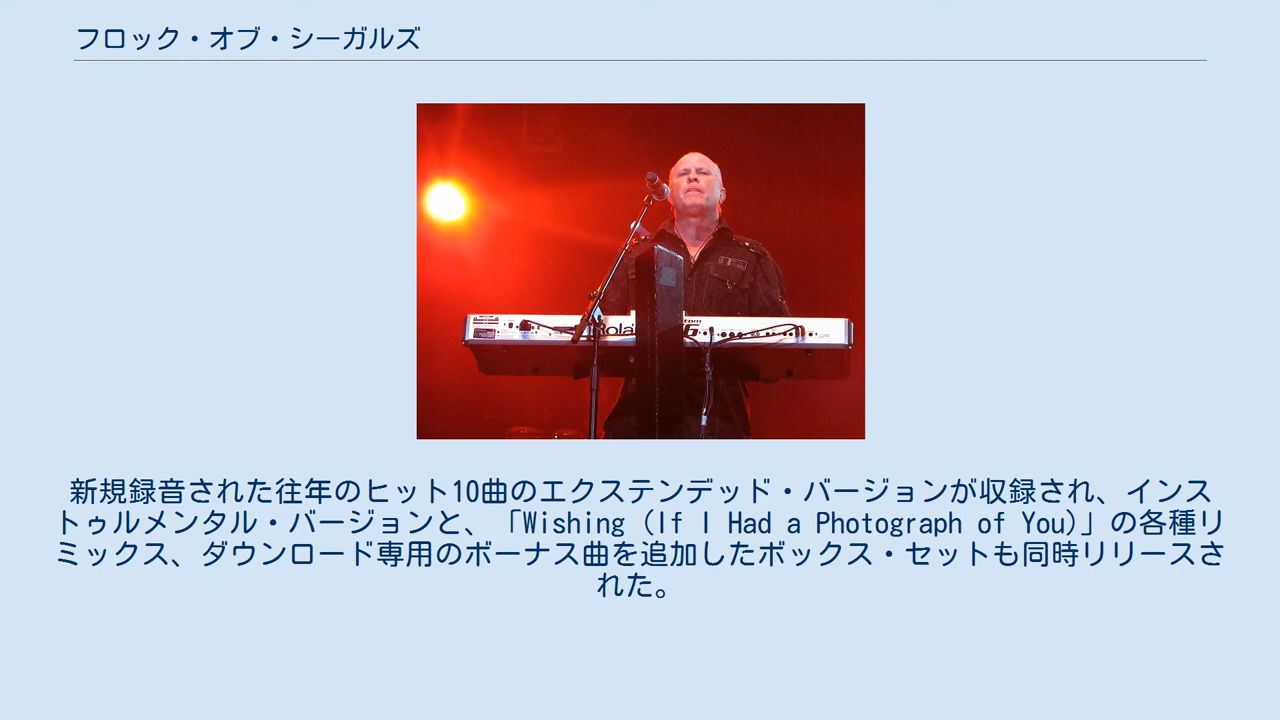 フロック・オブ・シーガルズ
新規録音された往年のヒット10曲のエクステンデッド・バージョンが収録され、インス
トゥルメンタル・バージョンと、「Wishing (If I Had a Photograph of You)」の各種リ
ミックス、ダウンロード専用のボーナス曲を追加したボックス・セットも同時リリースさ
れた。